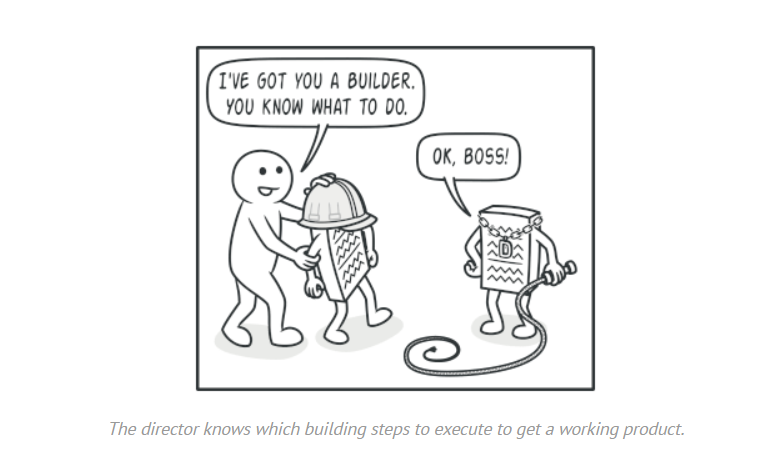 I'VE GOT YOU A BUILDER.
YOU KNOW WHAT TO DO.
OK, BOSS!
D
The director knows which building steps to execute to get a working product.